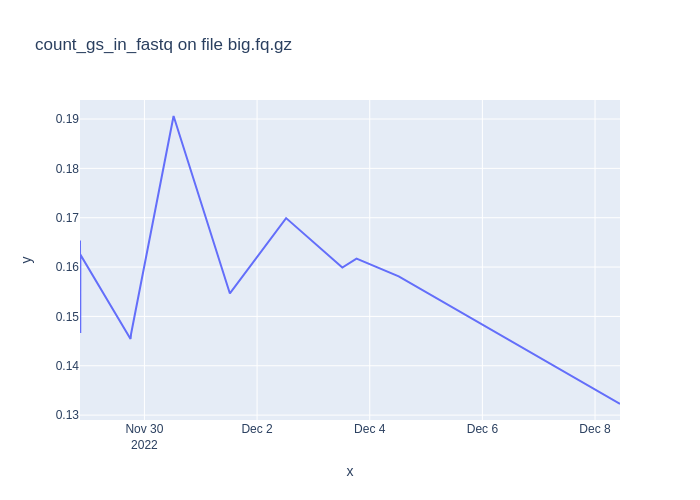 count_gs_in_fastq on file big.fq.gz
0.19
0.18
0.17
0.16
0.15
0.14
0.13
y
Nov 30
2022
Dec 2
Dec 4
Dec 6
Dec 8
x